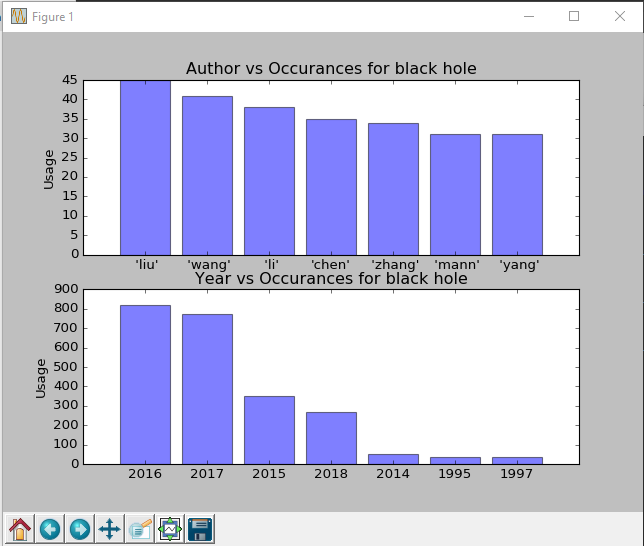 Figure 1
Author vs Occurances for black hole
Usage
45
40
35
30
25
20
15
10
5
0
'liu' 'wang' 'li' 'chen' 'zhang' 'mann' 'yang'
Year vs Occurances for black hole
Usage
900
800
700
600
500
400
300
200
100
0
2016 2017 2015 2018 2014 1995 1997